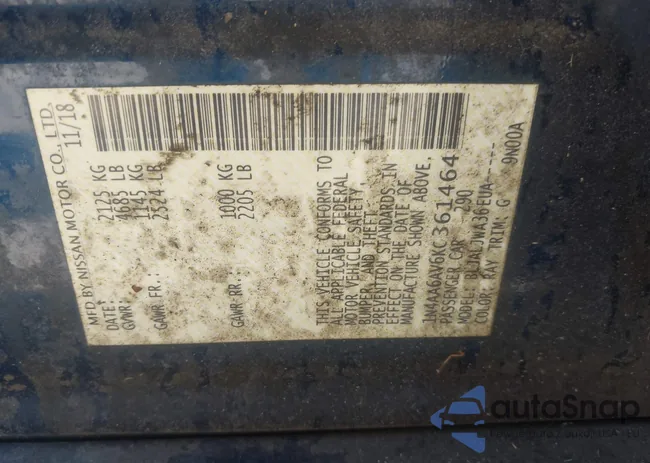 MFD BY NISSAN MOTOR CO., LTD.
DATE: 11/18
GVWR: 2125 KG
4685 LB
GAWR FR.: 1145 KG
2524 LB
GAWR RR.: 1000 KG
2205 LB
THIS VEHICLE CONFORMS TO
ALL APPLICABLE FEDERAL
MOTOR VEHICLE SAFETY,
BUMPER, AND THEFT
PREVENTION STANDARDS IN
EFFECT ON THE DATE OF
MANUFACTURE SHOWN ABOVE.
1N4AA6AV6KC361464
PASSENGER CAR Z90
MODEL:
COLOR: RAY TRIM: G 9N00A
autoSnap